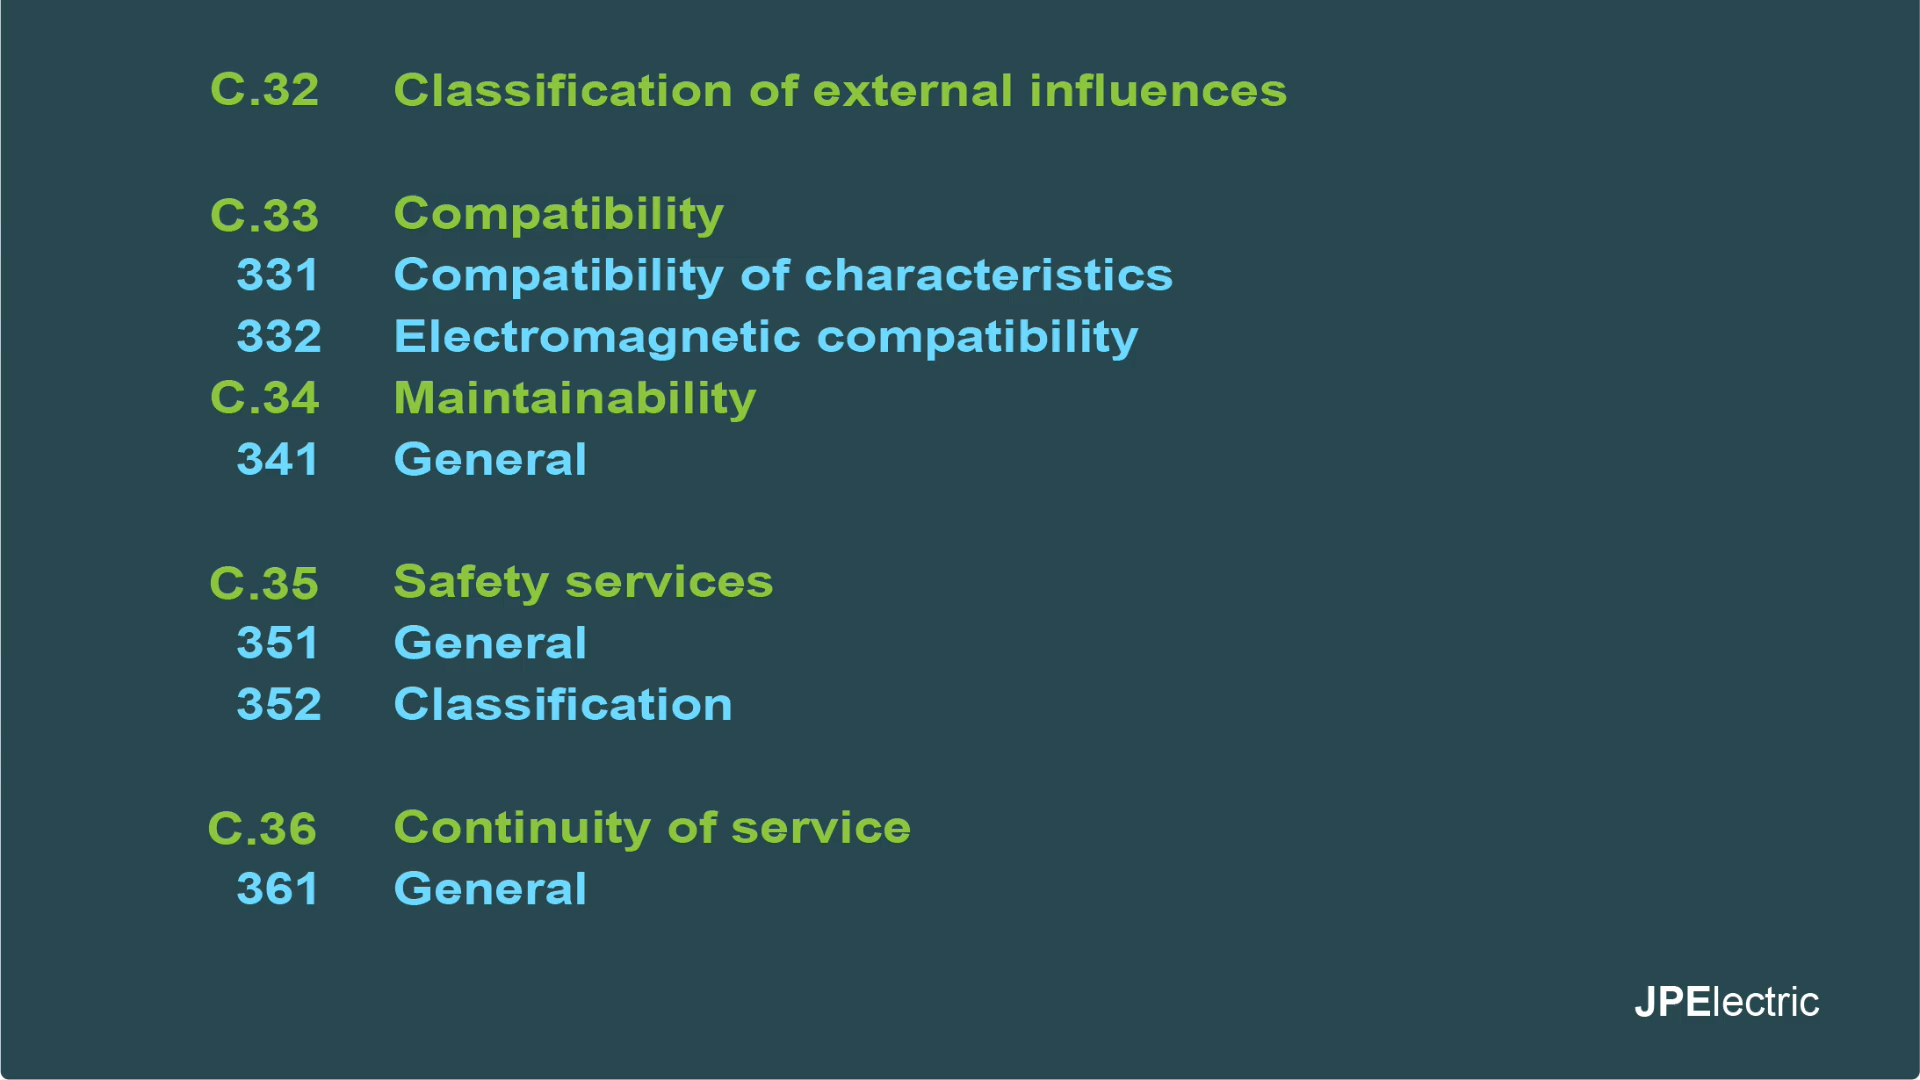 C.32 Classification of external influences
C.33 Compatibility
331 Compatibility of characteristics
332 Electromagnetic compatibility
C.34 Maintainability
341 General
C.35 Safety services
351 General
352 Classification
C.36 Continuity of service
361 General
JPElectric